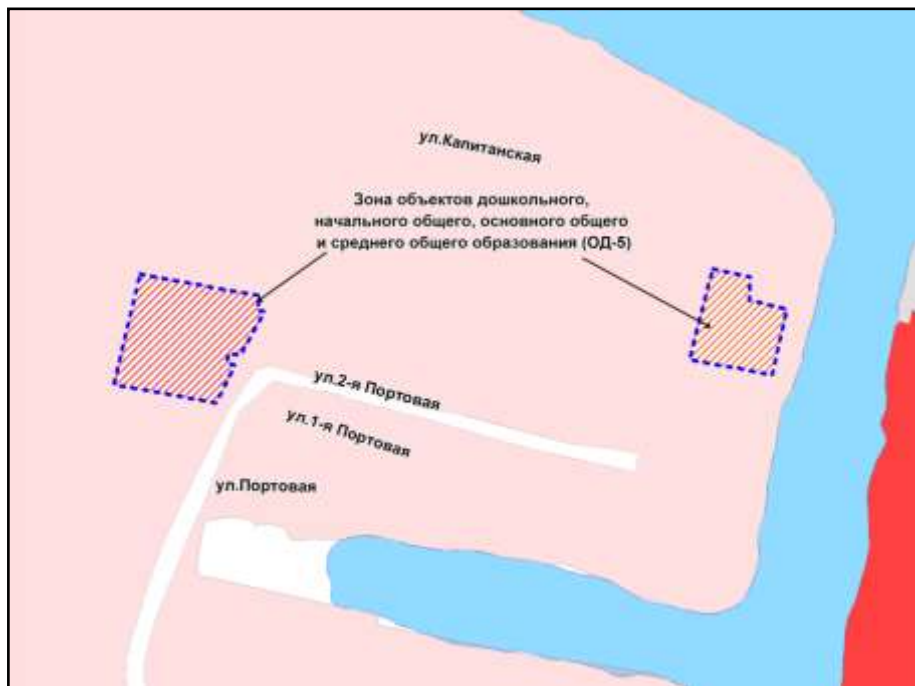 ул.Капитанская
Зона объектов дошкольного,
начального общего, основного общего
и среднего общего образования (ОД-5)
ул.2-я Портовая
ул.1-я Портовая
ул.Портовая